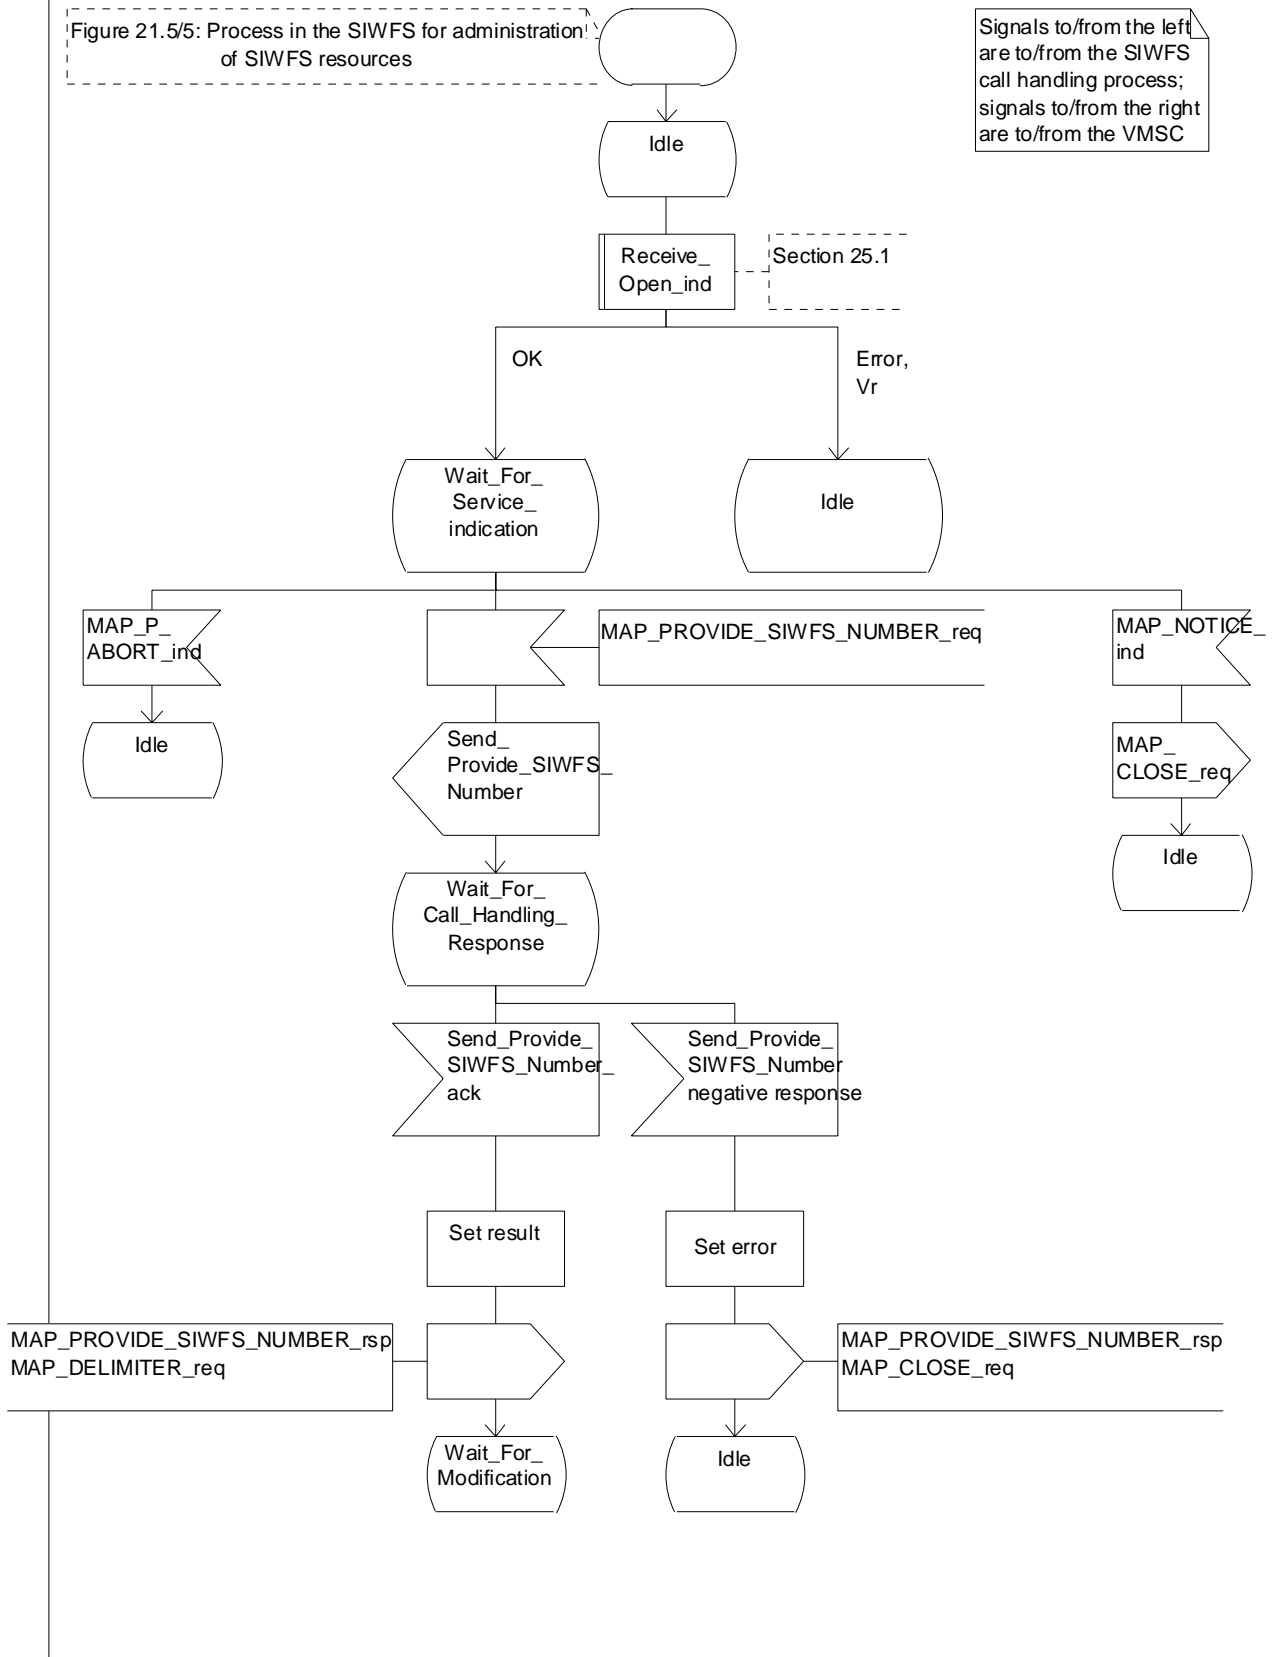 Figure 21.5/5: Process in the SIWFS for administration
of SIWFS resources
Signals to/from the left
are to/from the SIWFS
call handling process;
signals to/from the right
are to/from the VMSC
Idle
Receive_
Open_ind
Section 25.1
OK
Error,
Vr
Wait_For_
Service_
indication
Idle
MAP_P_
ABORT_ind
MAP_PROVIDE_SIWFS_NUMBER_req
MAP_NOTICE_
ind
Idle
Send_
Provide_SIWFS_
Number
MAP_
CLOSE_req
Idle
Wait_For_
Call_Handling_
Response
Send_Provide_
SIWFS_Number_
ack
Send_Provide_
SIWFS_Number
negative response
Set result
Set error
MAP_PROVIDE_SIWFS_NUMBER_rsp
MAP_DELIMITER_req
MAP_PROVIDE_SIWFS_NUMBER_rsp
MAP_CLOSE_req
Wait_For_
Modification
Idle